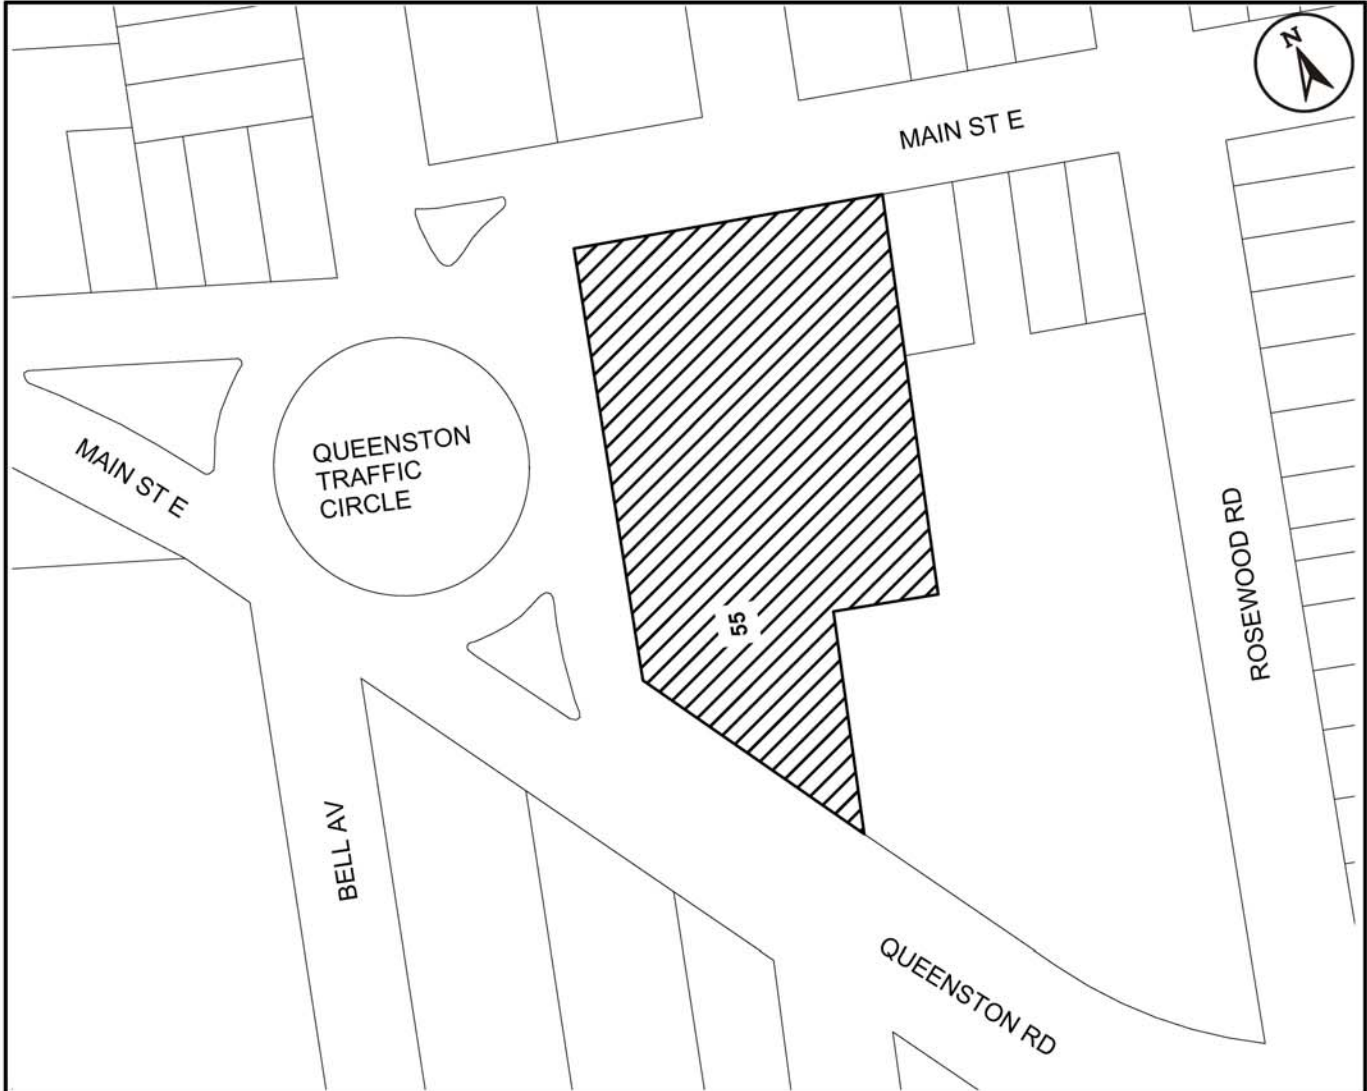 N
MAIN ST E
QUEENSTON
TRAFFIC
CIRCLE
MAIN ST E
55
ROSEWOOD RD
BELL AV
QUEENSTON RD